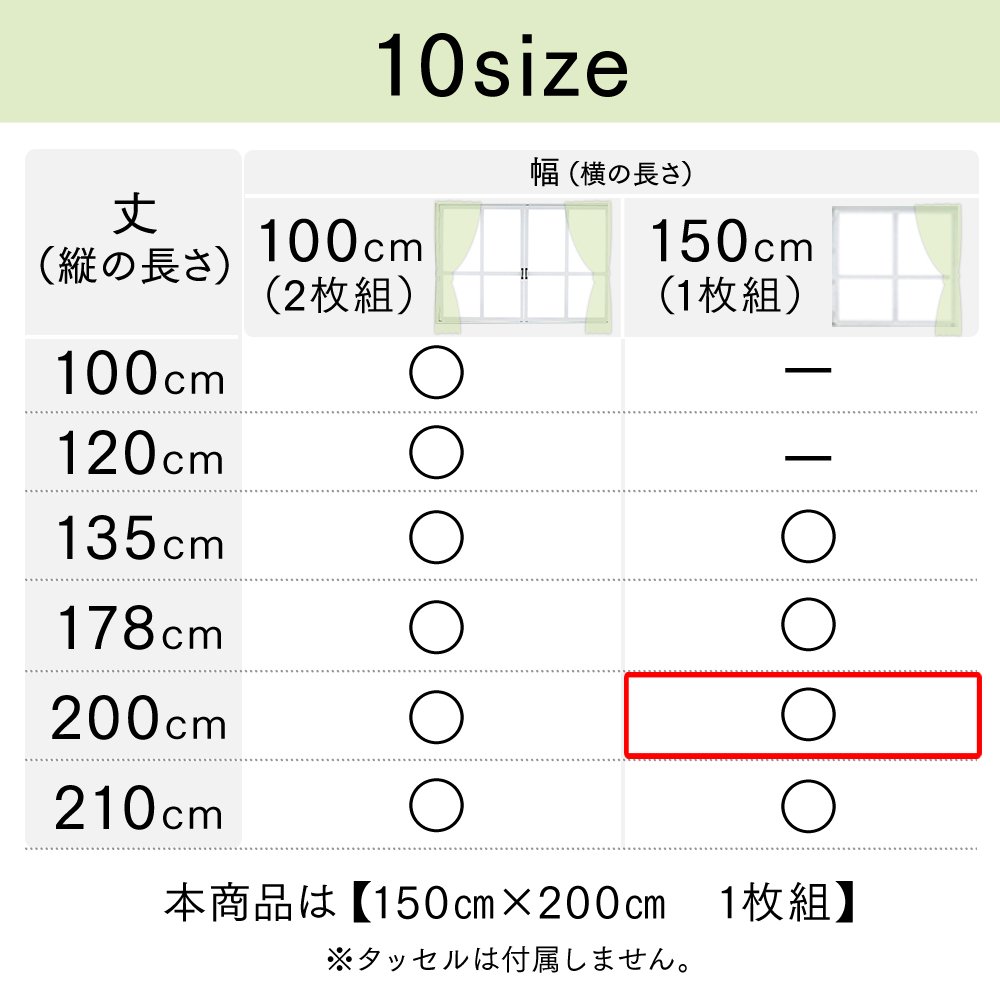 10size
幅（横の長さ）
丈
（縦の長さ）
100cm
（2枚組）
150cm
（1枚組）
100cm ◯ ー
120cm ◯ ー
135cm ◯ ◯
178cm ◯ ◯
200cm ◯ ◯
210cm ◯ ◯
本商品は【150㎝×200㎝　1枚組】
※タッセルは付属しません。